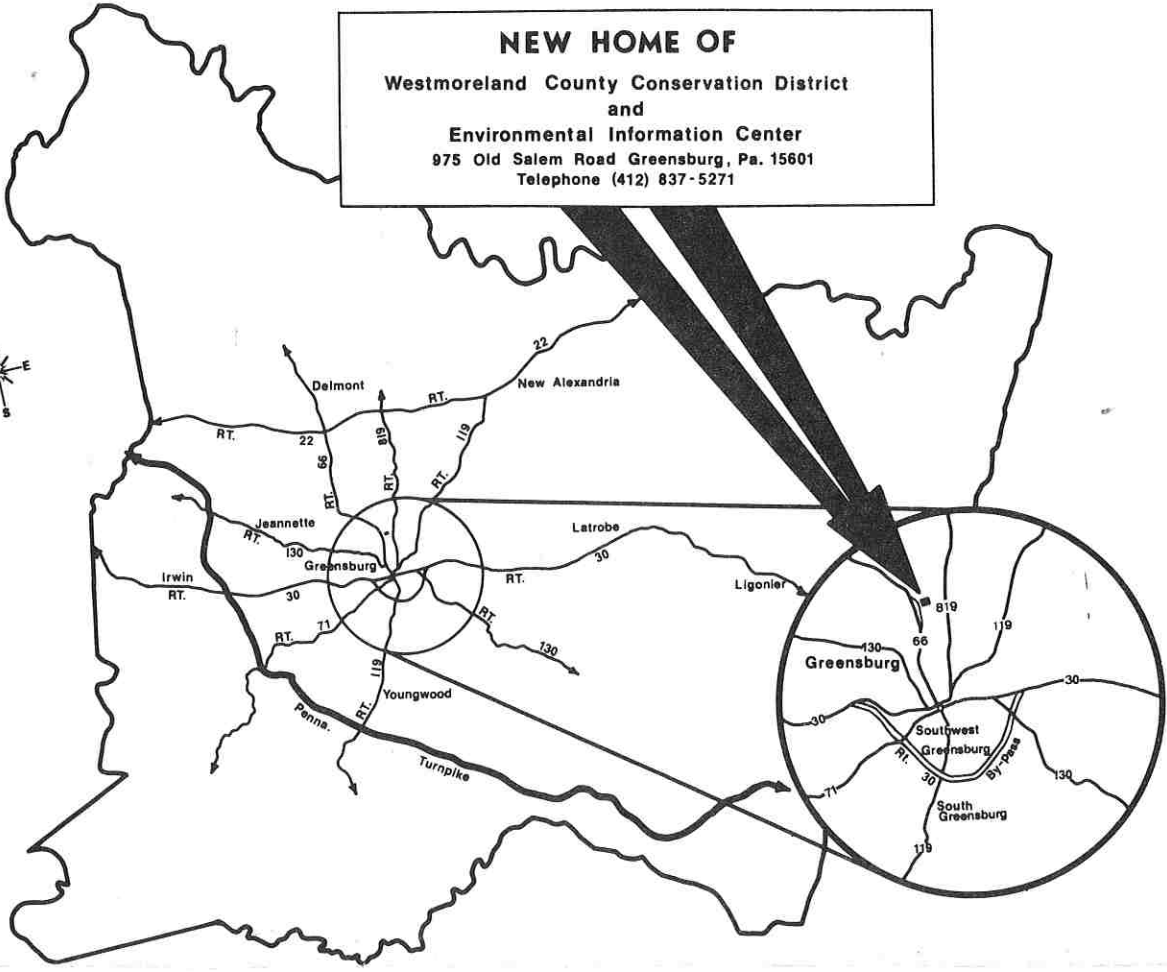 NEW HOME OF
Westmoreland County Conservation District
and
Environmental Information Center
975 Old Salem Road Greensburg, Pa. 15601
Telephone (412) 837-5271
E
S
22
Delmont
New Alexandria
RT.
819
RT.
22
119
66
RT.
RT.
RT.
Jeannette
RT.
130
Latrobe
Greensburg
30
RT.
Irwin
RT.
30
Ligonier
RT.
71
RT.
130
119
Youngwood
RT.
Penna.
Turnpike
819
119
66
130
Greensburg
30
30
Southwest
Greensburg
Rt.
30
By-Pass
130
71
South
Greensburg
119